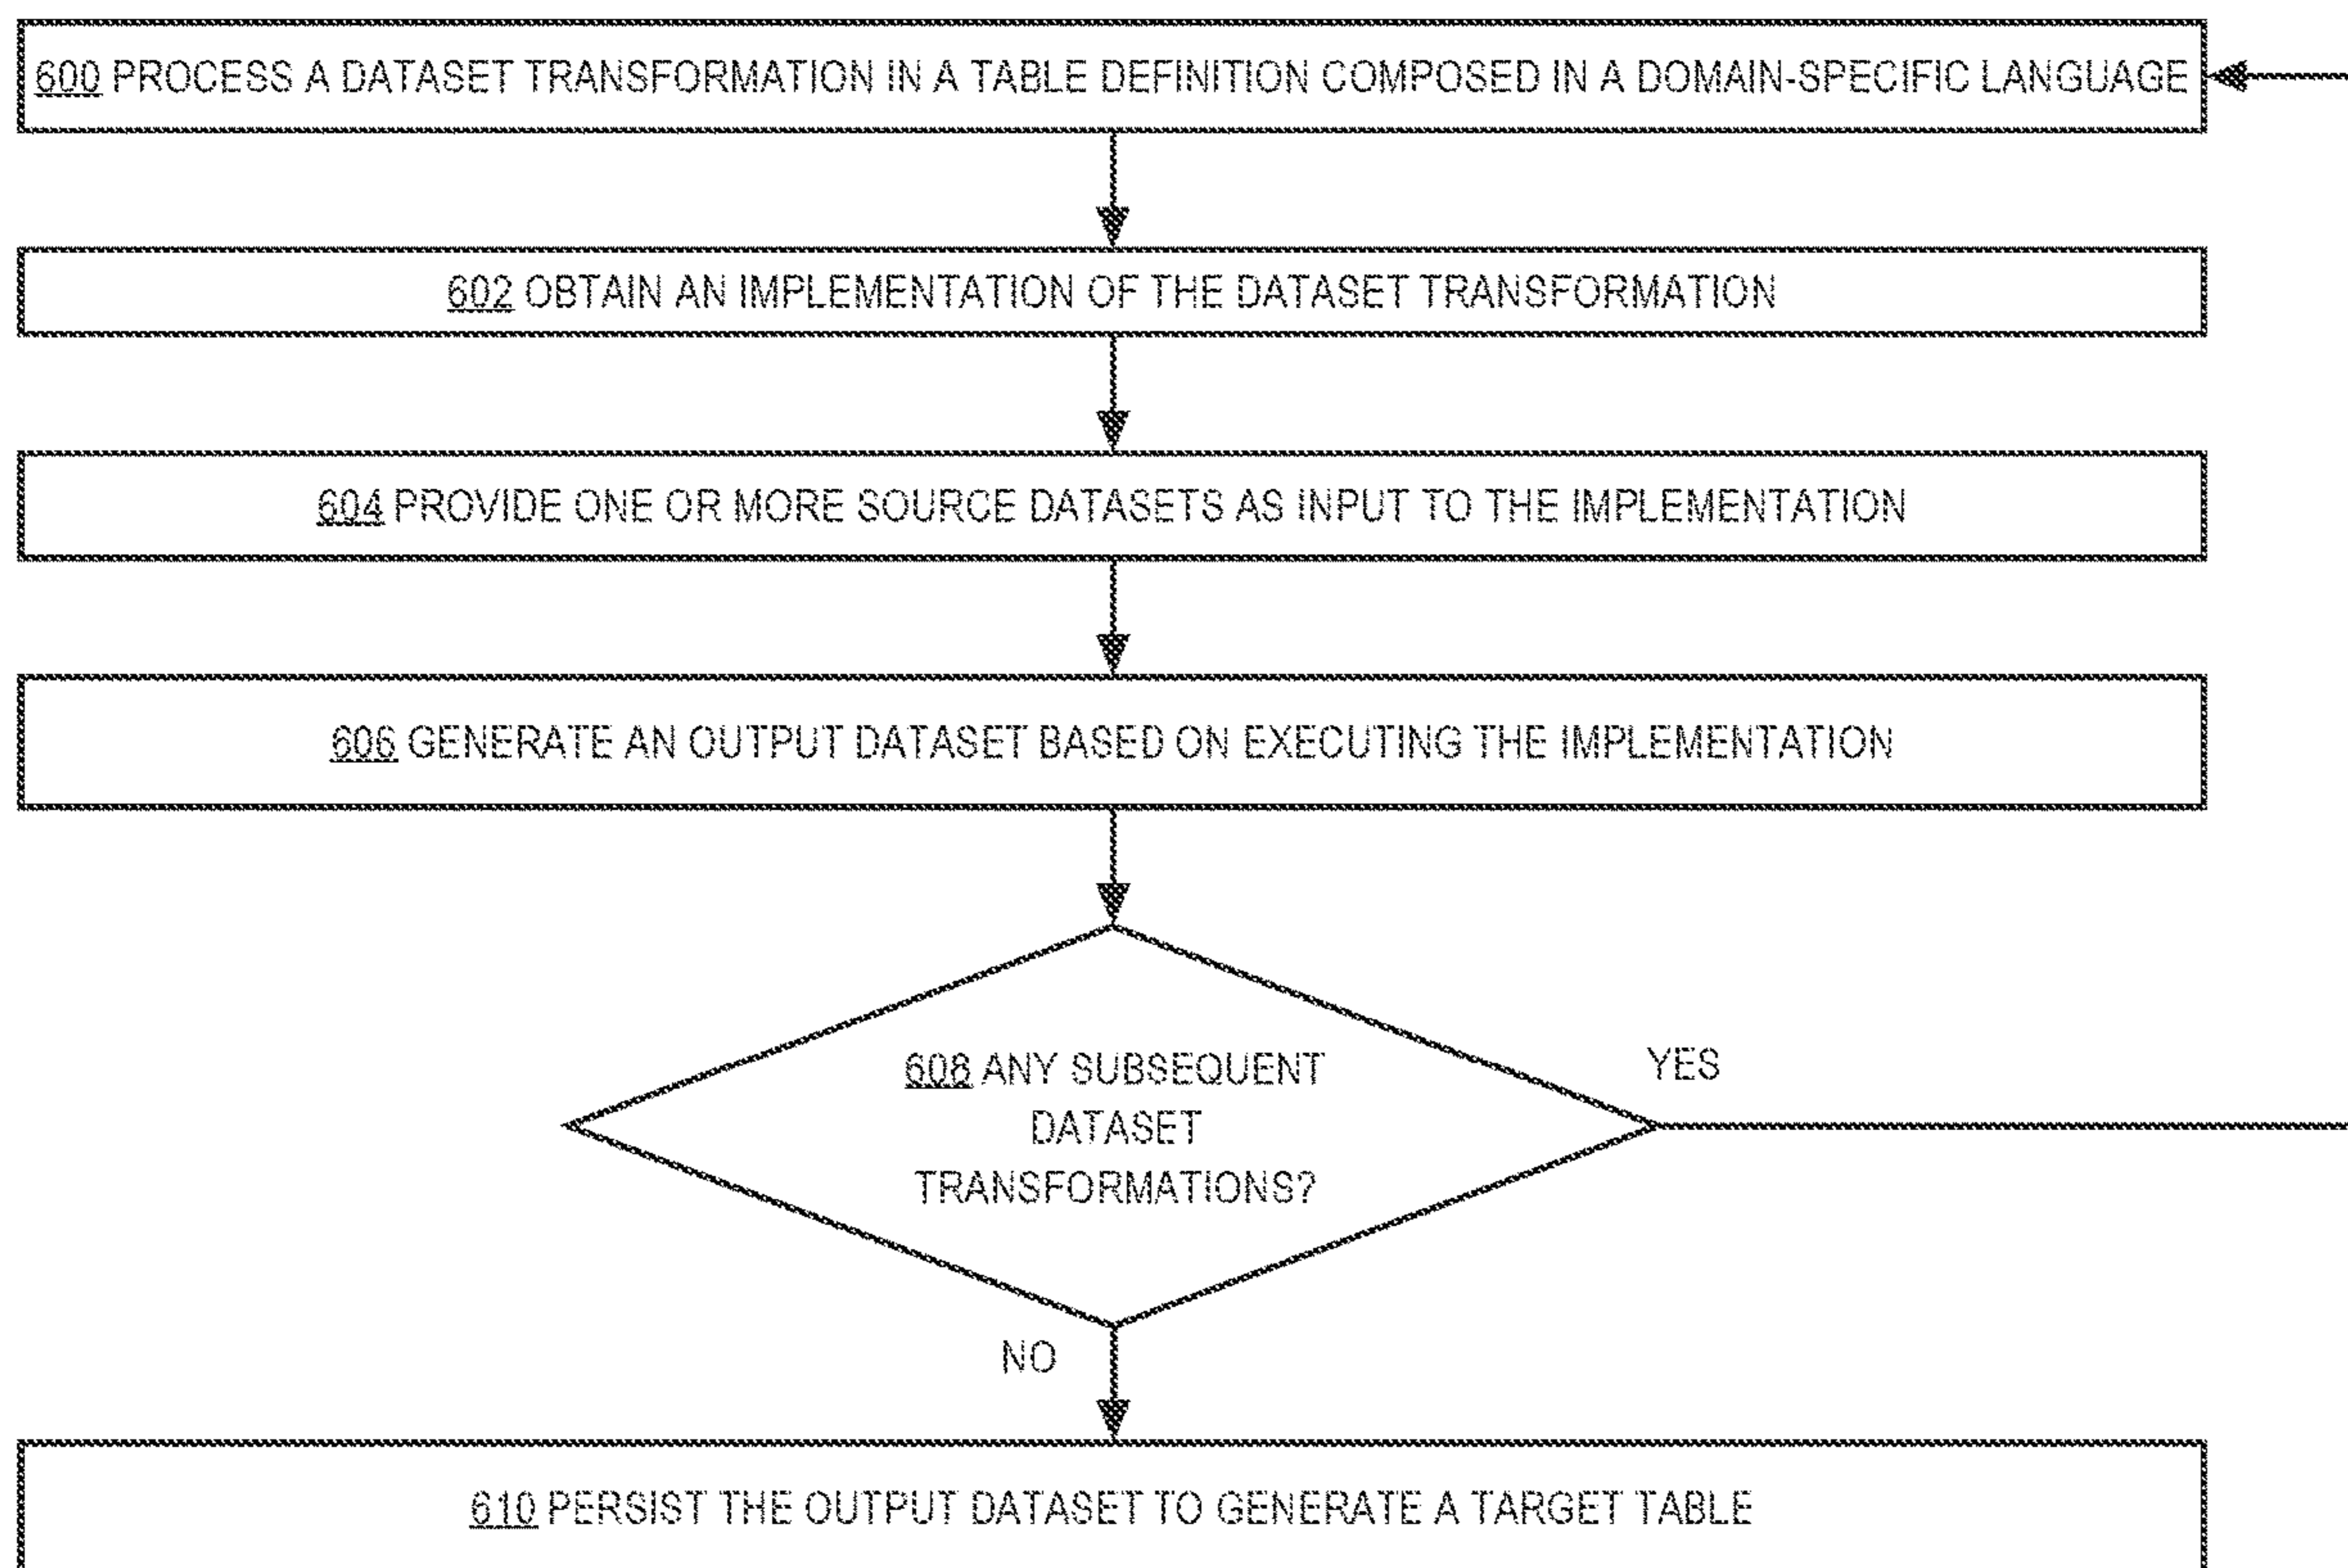 600 PROCESS A DATASET TRANSFORMATION IN A TABLE DEFINITION COMPOSED IN A DOMAIN-SPECIFIC LANGUAGE
602 OBTAIN AN IMPLEMENTATION OF THE DATASET TRANSFORMATION
604 PROVIDE ONE OR MORE SOURCE DATASETS AS INPUT TO THE IMPLEMENTATION
606 GENERATE AN OUTPUT DATASET BASED ON EXECUTING THE IMPLEMENTATION
608 ANY SUBSEQUENT
DATASET
TRANSFORMATIONS?
YES
NO
610 PERSIST THE OUTPUT DATASET TO GENERATE A TARGET TABLE